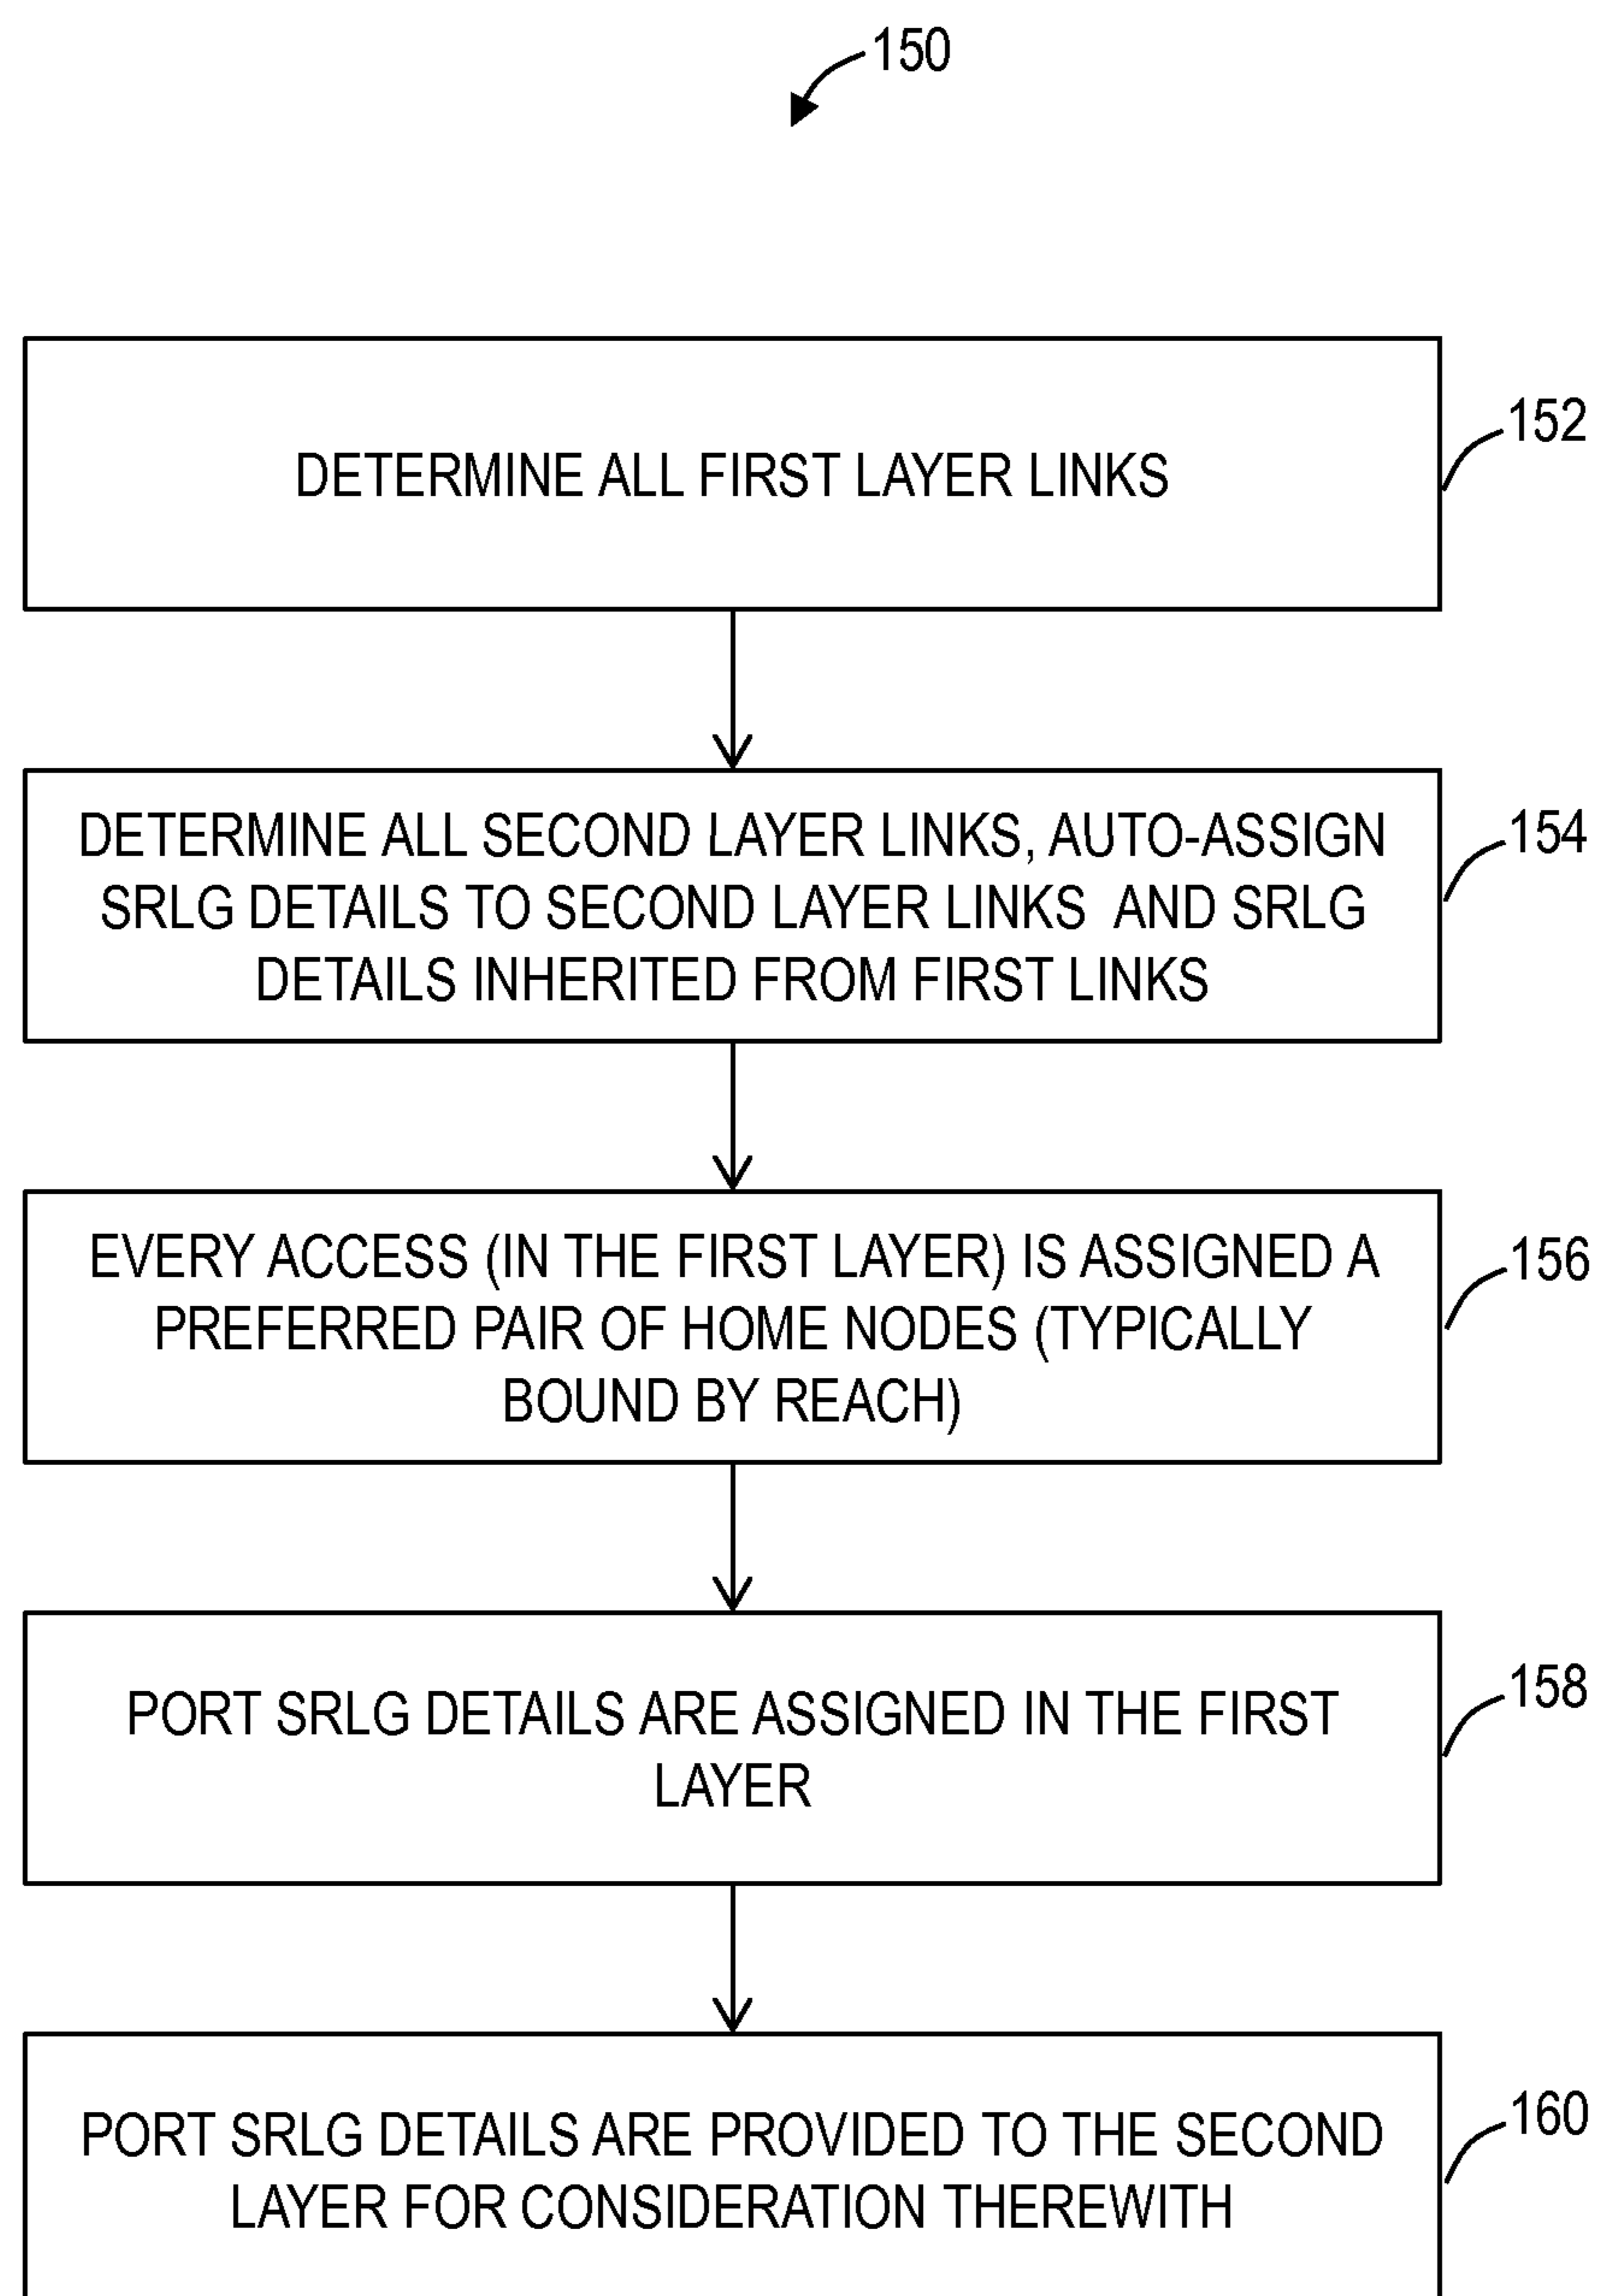 150
DETERMINE ALL FIRST LAYER LINKS
152
DETERMINE ALL SECOND LAYER LINKS, AUTO-ASSIGN
SRLG DETAILS TO SECOND LAYER LINKS AND SRLG
DETAILS INHERITED FROM FIRST LINKS
154
EVERY ACCESS (IN THE FIRST LAYER) IS ASSIGNED A
PREFERRED PAIR OF HOME NODES (TYPICALLY
BOUND BY REACH)
156
PORT SRLG DETAILS ARE ASSIGNED IN THE FIRST
LAYER
158
PORT SRLG DETAILS ARE PROVIDED TO THE SECOND
LAYER FOR CONSIDERATION THEREWITH
160